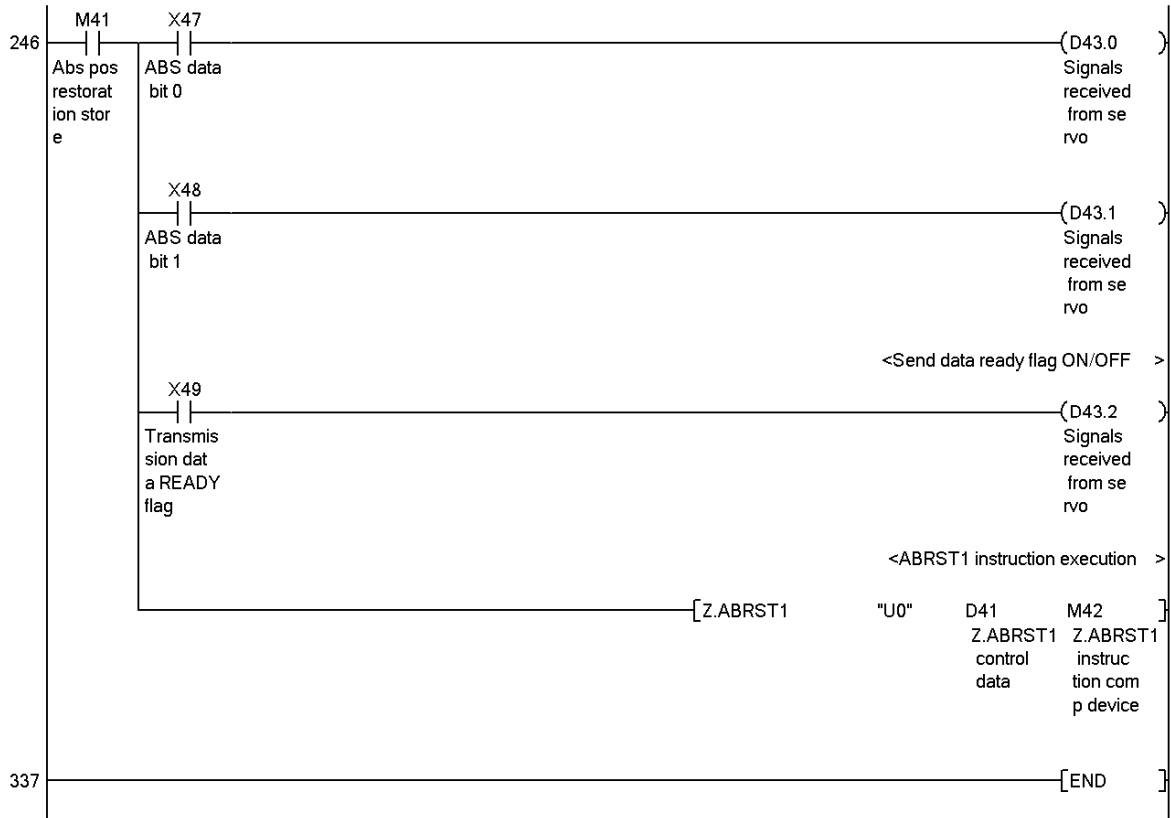 M41 X47
246 (D43.0 )
Abs pos ABS data Signals
restorat bit 0 received
ion stor from se
e rvo
X48
(D43.1 )
ABS data Signals
bit 1 received
from se
rvo
<Send data ready flag ON/OFF >
X49
(D43.2 )
Transmis Signals
sion dat received
a READY from se
flag rvo
<ABRST1 instruction execution >
[Z.ABRST1 "U0" D41 M42 ]
Z.ABRST1 Z.ABRST1
control instruc
data tion com
p device
337 [END ]